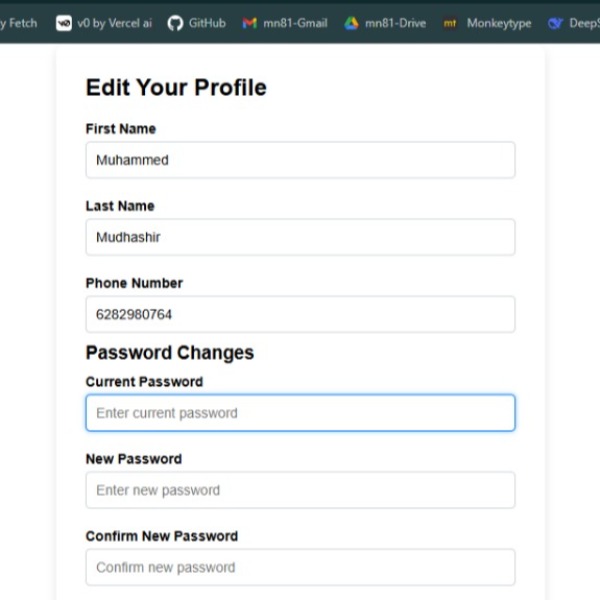 y Fetch v0 by Vercel ai GitHub mn81-Gmail mn81-Drive mt Monkeytype DeepS
Edit Your Profile
First Name
Muhammed
Last Name
Mudhashir
Phone Number
6282980764
Password Changes
Current Password
Enter current password
New Password
Enter new password
Confirm New Password
Confirm new password